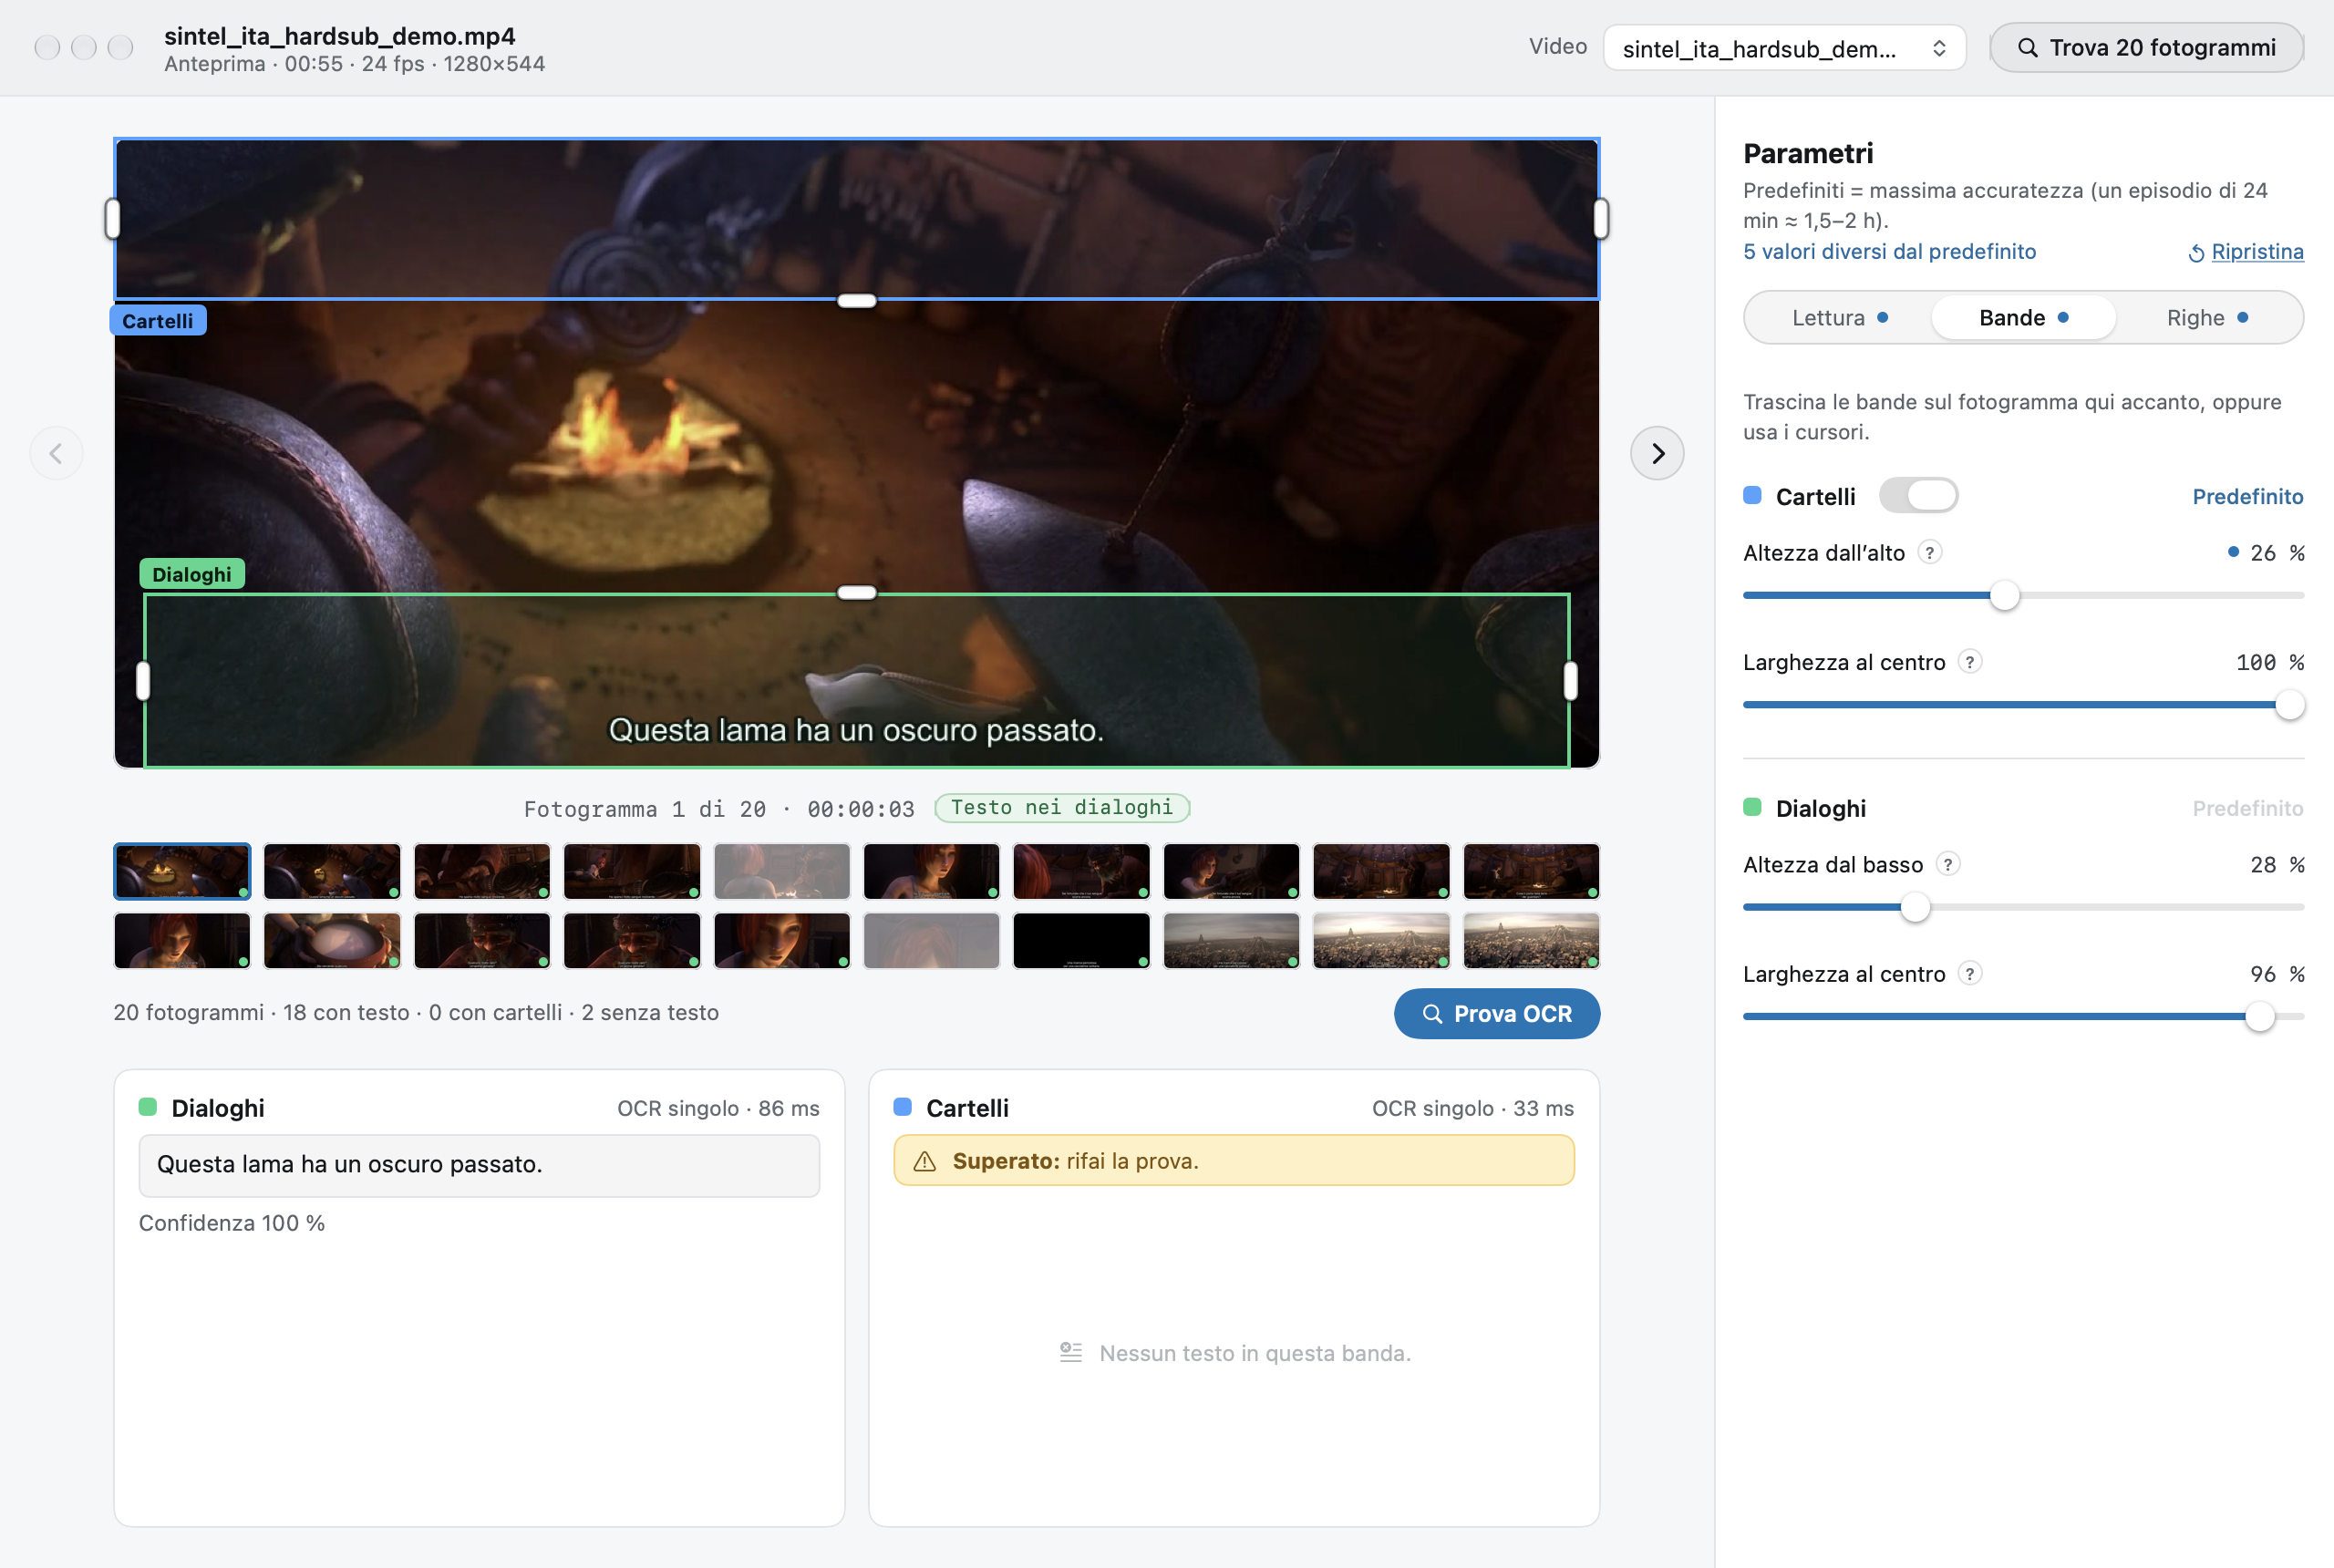 sintel_ita_hardsub_demo.mp4
Anteprima · 00:55 · 24 fps · 1280×544
Video
sintel_ita_hardsub_dem...
Trova 20 fotogrammi
Cartelli
Dialoghi
Questa lama ha un oscuro passato.
Fotogramma 1 di 20 · 00:00:03
Testo nei dialoghi
20 fotogrammi · 18 con testo · 0 con cartelli · 2 senza testo
Prova OCR
Dialoghi
OCR singolo · 86 ms
Questa lama ha un oscuro passato.
Confidenza 100 %
Cartelli
OCR singolo · 33 ms
Superato: rifai la prova.
Nessun testo in questa banda.
Parametri
Predefiniti = massima accuratezza (un episodio di 24
min ≈ 1,5–2 h).
5 valori diversi dal predefinito
Ripristina
Lettura
Bande
Righe
Trascina le bande sul fotogramma qui accanto, oppure
usa i cursori.
Cartelli
Predefinito
Altezza dall’alto ?
26 %
Larghezza al centro ?
100 %
Dialoghi
Predefinito
Altezza dal basso ?
28 %
Larghezza al centro ?
96 %